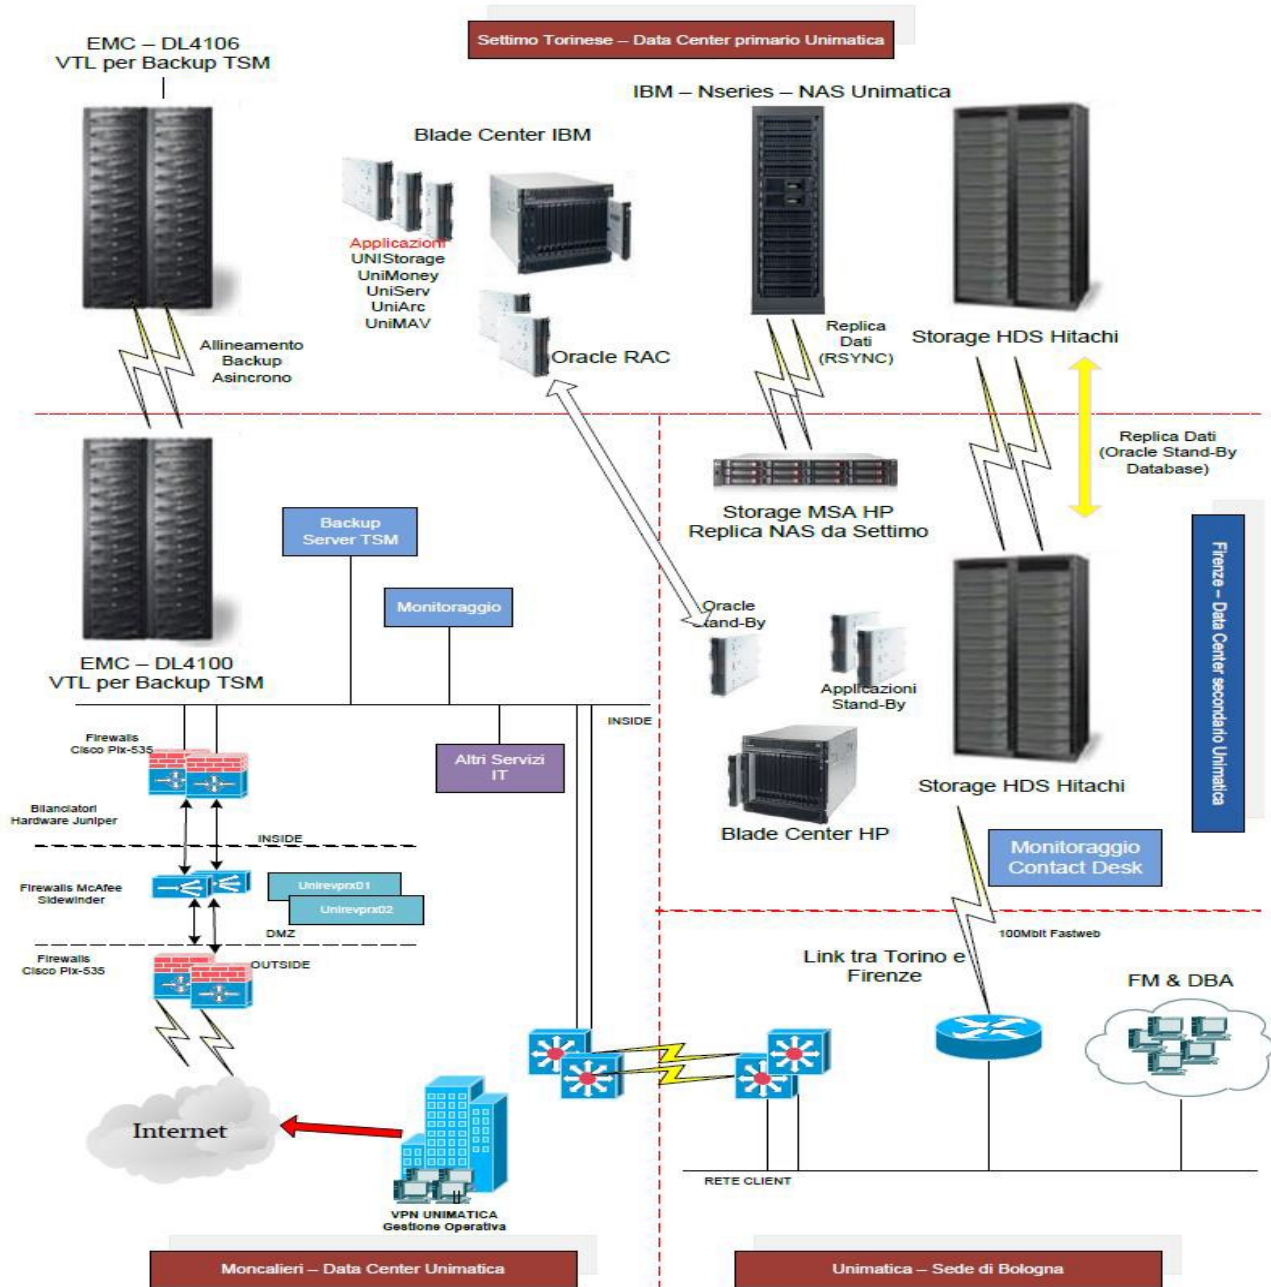 Settimo Torinese – Data Center primario Unimatica
EMC – DL4106
VTL per Backup TSM
IBM – Nseries – NAS Unimatica
Blade Center IBM
Applicazioni
UNIStorage
UniMoney
UniServ
UniArc
UniMAV
Oracle RAC
Allineamento
Backup
Asincrono
Replica
Dati
(RSYNC)
Storage HDS Hitachi
Replica Dati
(Oracle Stand-By
Database)
Storage MSA HP
Replica NAS da Settimo
Backup
Server TSM
Monitoraggio
Firenze – Data Center secondario Unimatica
Oracle
Stand-By
Applicazioni
Stand-By
EMC – DL4100
VTL per Backup TSM
INSIDE
Firewalls
Cisco Pix-535
Altri Servizi
IT
Storage HDS Hitachi
Blade Center HP
Bilanciatori
Hardware Juniper
INSIDE
Monitoraggio
Contact Desk
Firewalls McAfee
Sidewinder
Unirevprx01
Unirevprx02
DMZ
100Mbit Fastweb
Firewalls
Cisco Pix-535
OUTSIDE
Link tra Torino e
Firenze
FM & DBA
Internet
RETE CLIENT
VPN UNIMATICA
Gestione Operativa
Moncalieri – Data Center Unimatica
Unimatica – Sede di Bologna